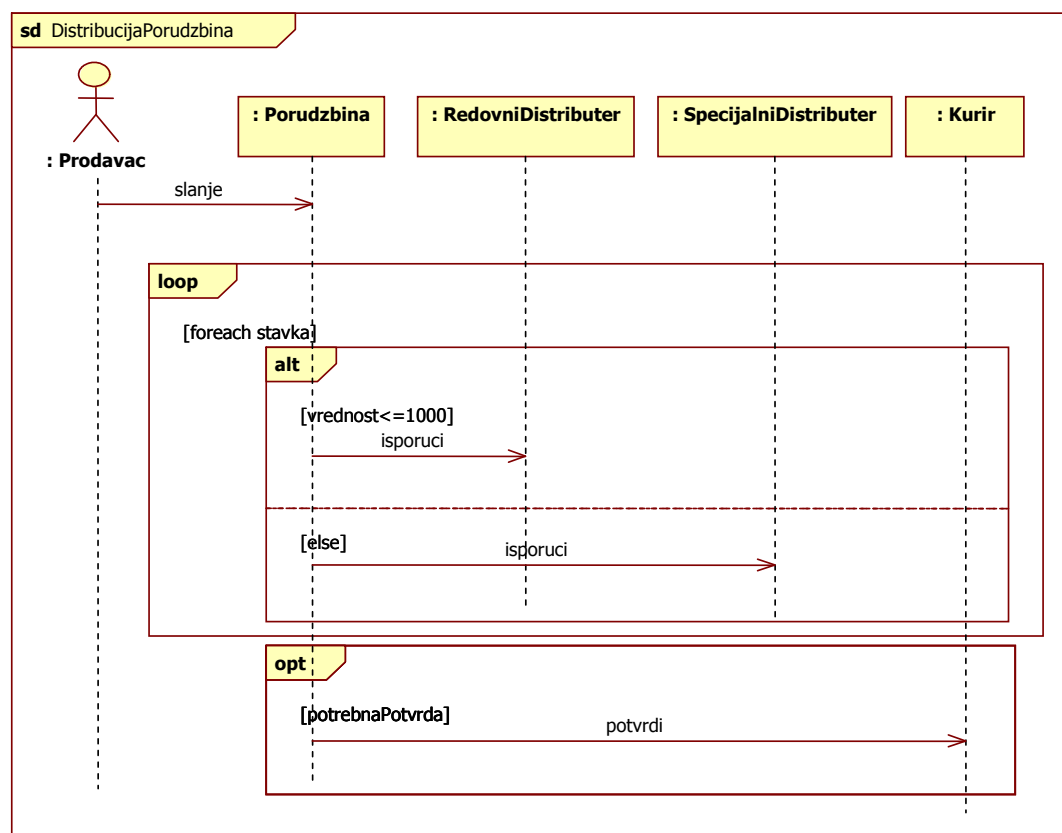 sd DistribucijaPorudzbina
: Prodavac
: Porudzbina
: RedovniDistributer
: SpecijalniDistributer
: Kurir
slanje
loop
[foreach stavka]
alt
[vrednost<=1000]
isporuci
[else]
isporuci
opt
[potrebnaPotvrda]
potvrdi